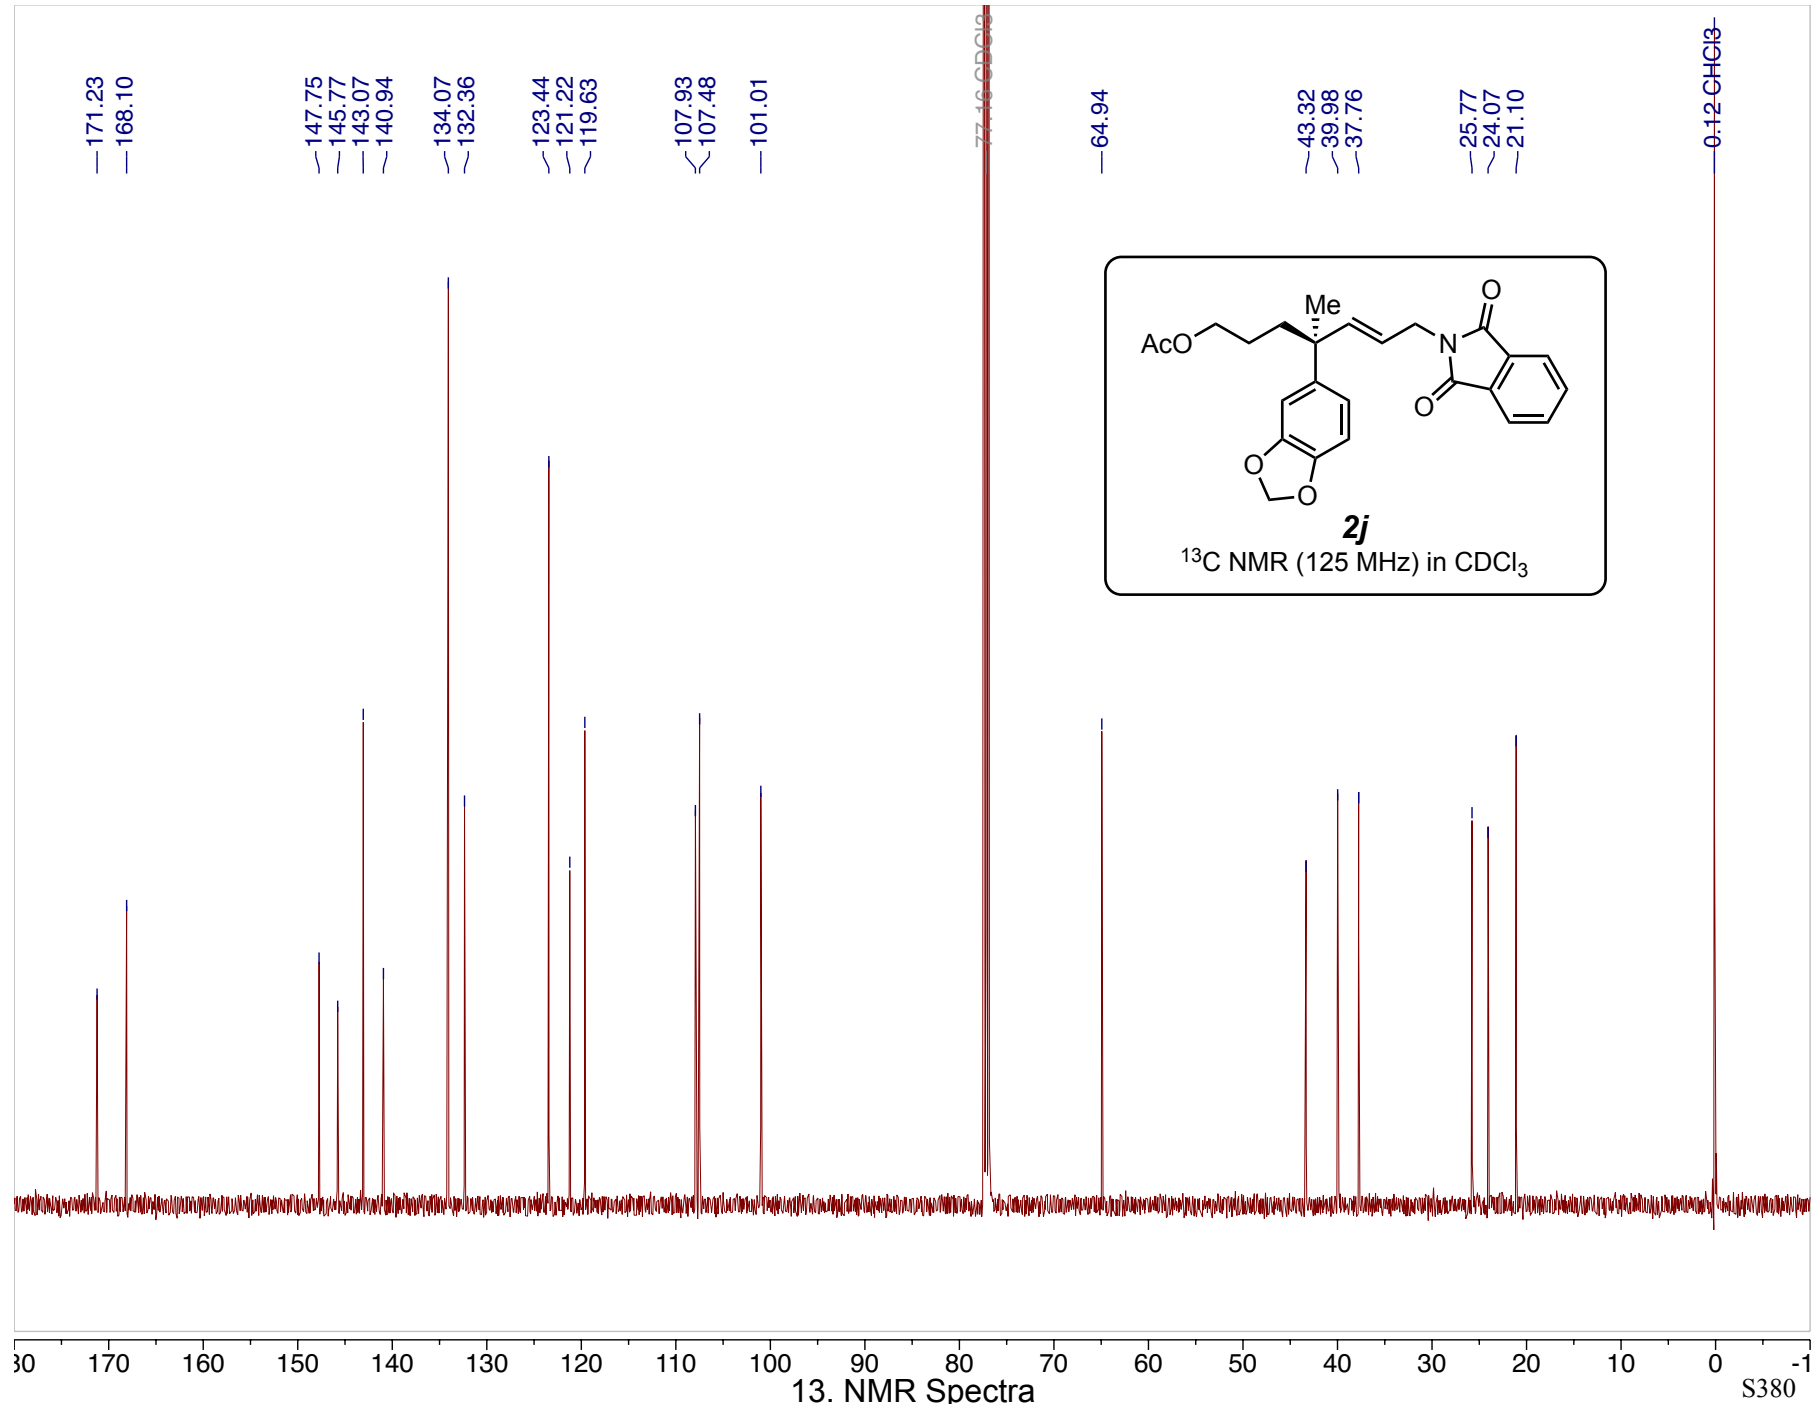 171.23
168.10
147.75
145.77
143.07
140.94
134.07
132.36
123.44
121.22
119.63
107.93
107.48
101.01
77.16 CDCl3
64.94
43.32
39.98
37.76
25.77
24.07
21.10
0.12 CHCl3
Me
O
AcO
N
O
O
O
2j
13C NMR (125 MHz) in CDCl3
30 170 160 150 140 130 120 110 100 90 80 70 60 50 40 30 20 10 0 -1
13. NMR Spectra
S380